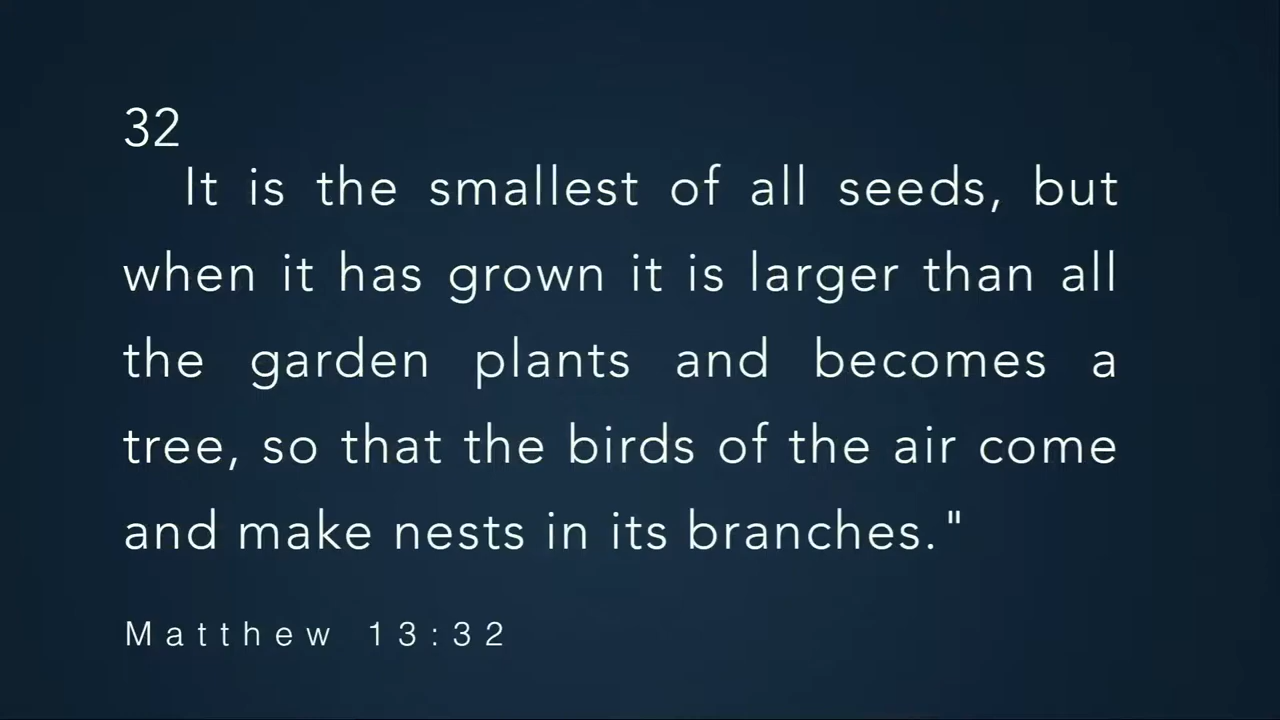 32
It is the smallest of all seeds, but
when it has grown it is larger than all
the garden plants and becomes a
tree, so that the birds of the air come
and make nests in its branches."
Matthew 13:32